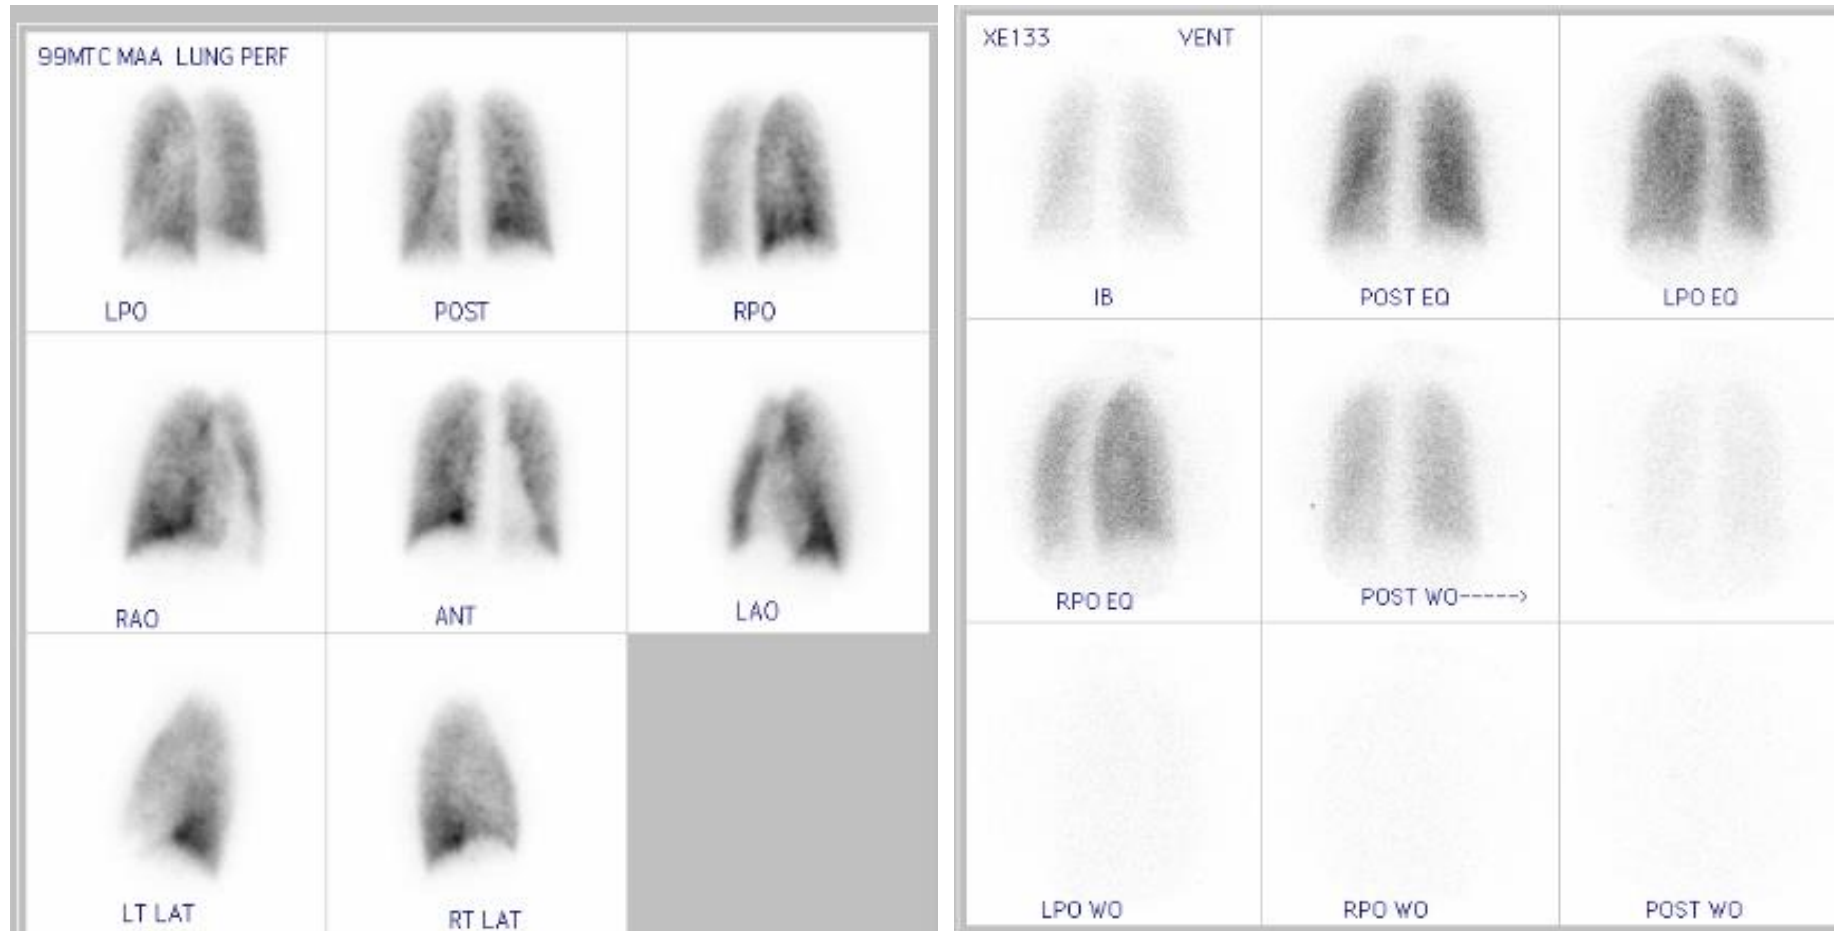 99MTC MAA LUNG PERF
LPO
POST
RPO
RAO
ANT
LAO
LT LAT
RT LAT
XE133 VENT
IB
POST EQ
LPO EQ
RPO EQ
POST WO----->
LPO WO
RPO WO
POST WO